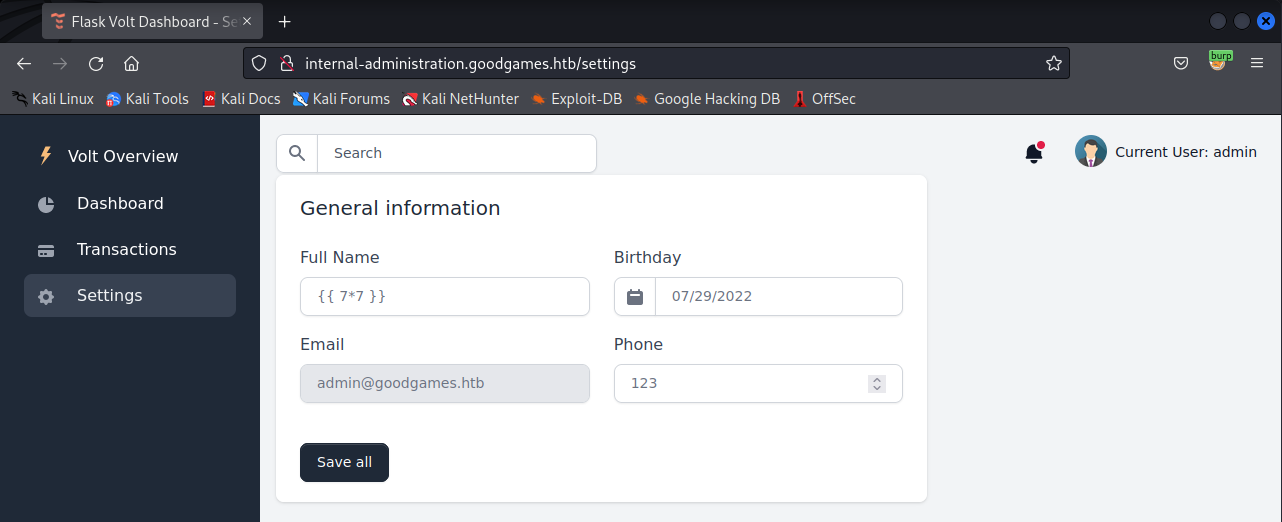 Flask Volt Dashboard - Se
internal-administration.goodgames.htb/settings
burp
Kali Linux Kali Tools Kali Docs Kali Forums Kali NetHunter Exploit-DB Google Hacking DB OffSec
Volt Overview
Dashboard
Transactions
Settings
Search
Current User: admin
General information
Full Name Birthday
{{ 7*7 }} 07/29/2022
Email Phone
admin@goodgames.htb 123
Save all